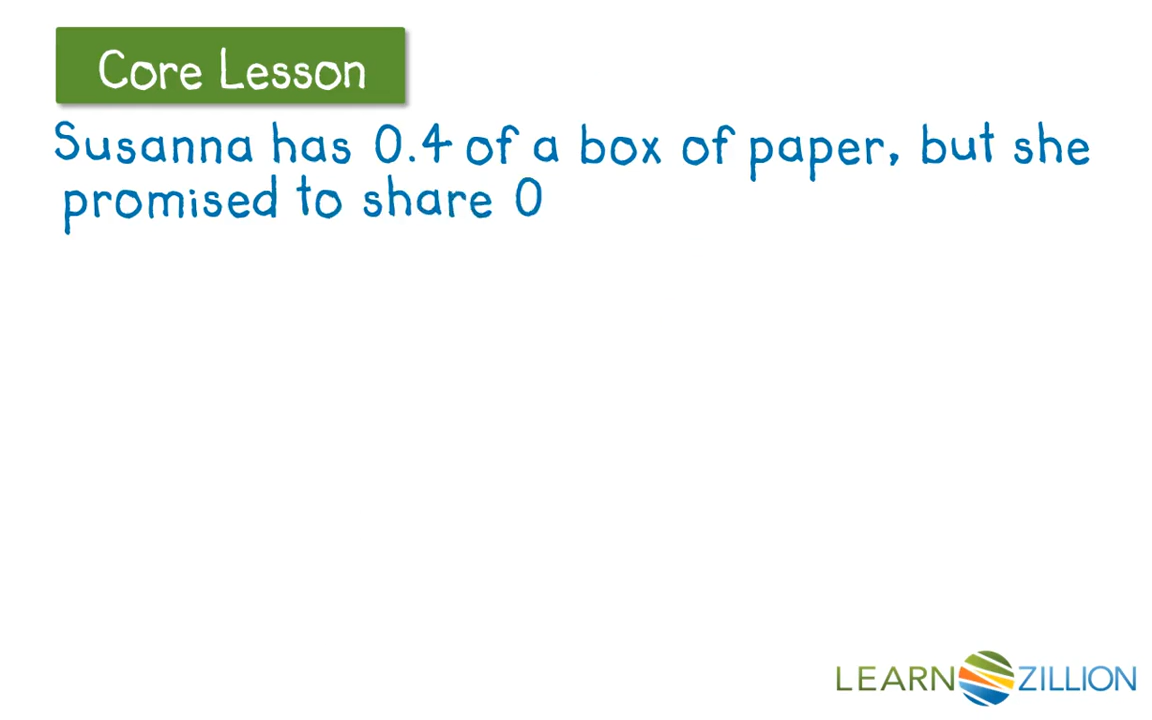 Core Lesson
Susanna has 0.4 of a box of paper, but she
promised to share 0
LEARNZILLION